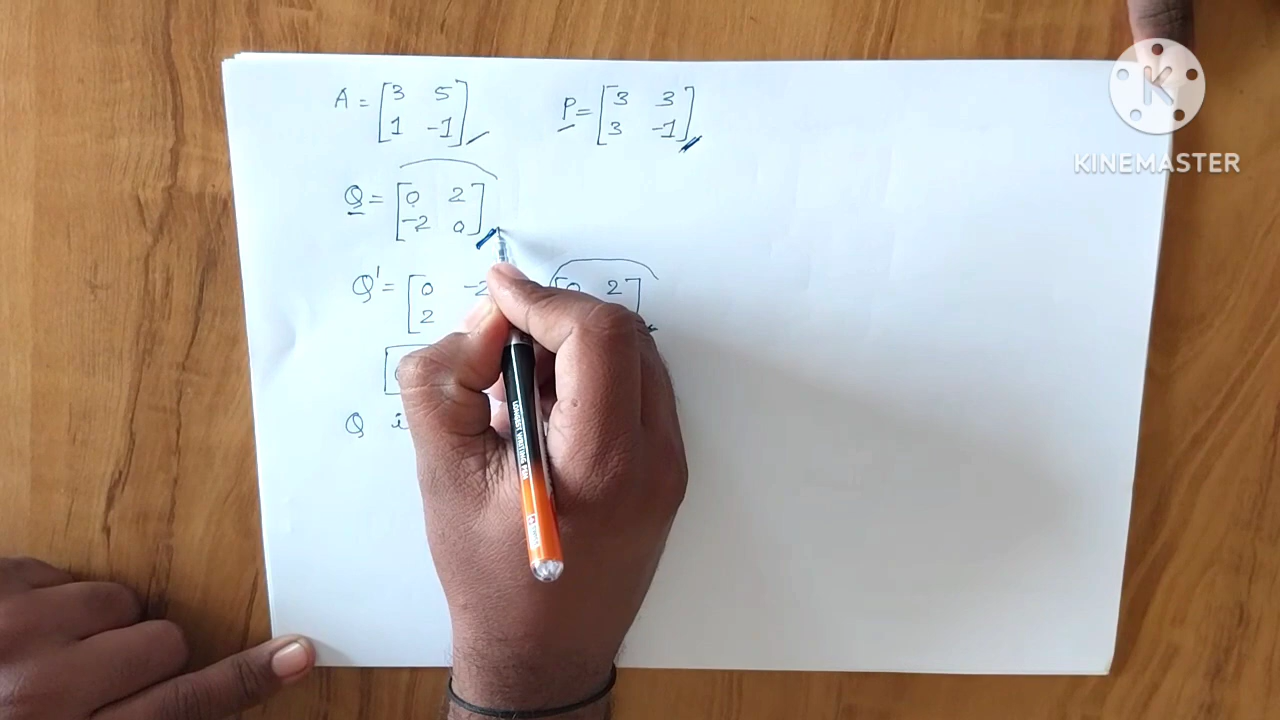 A = [3 5 P = [3 3
1 -1] 3 -1]
Q = [0 2
-2 0]
Q' = [0 -2 [0 2
2
Q
KINEMASTER
LONGEST WRITING PEN